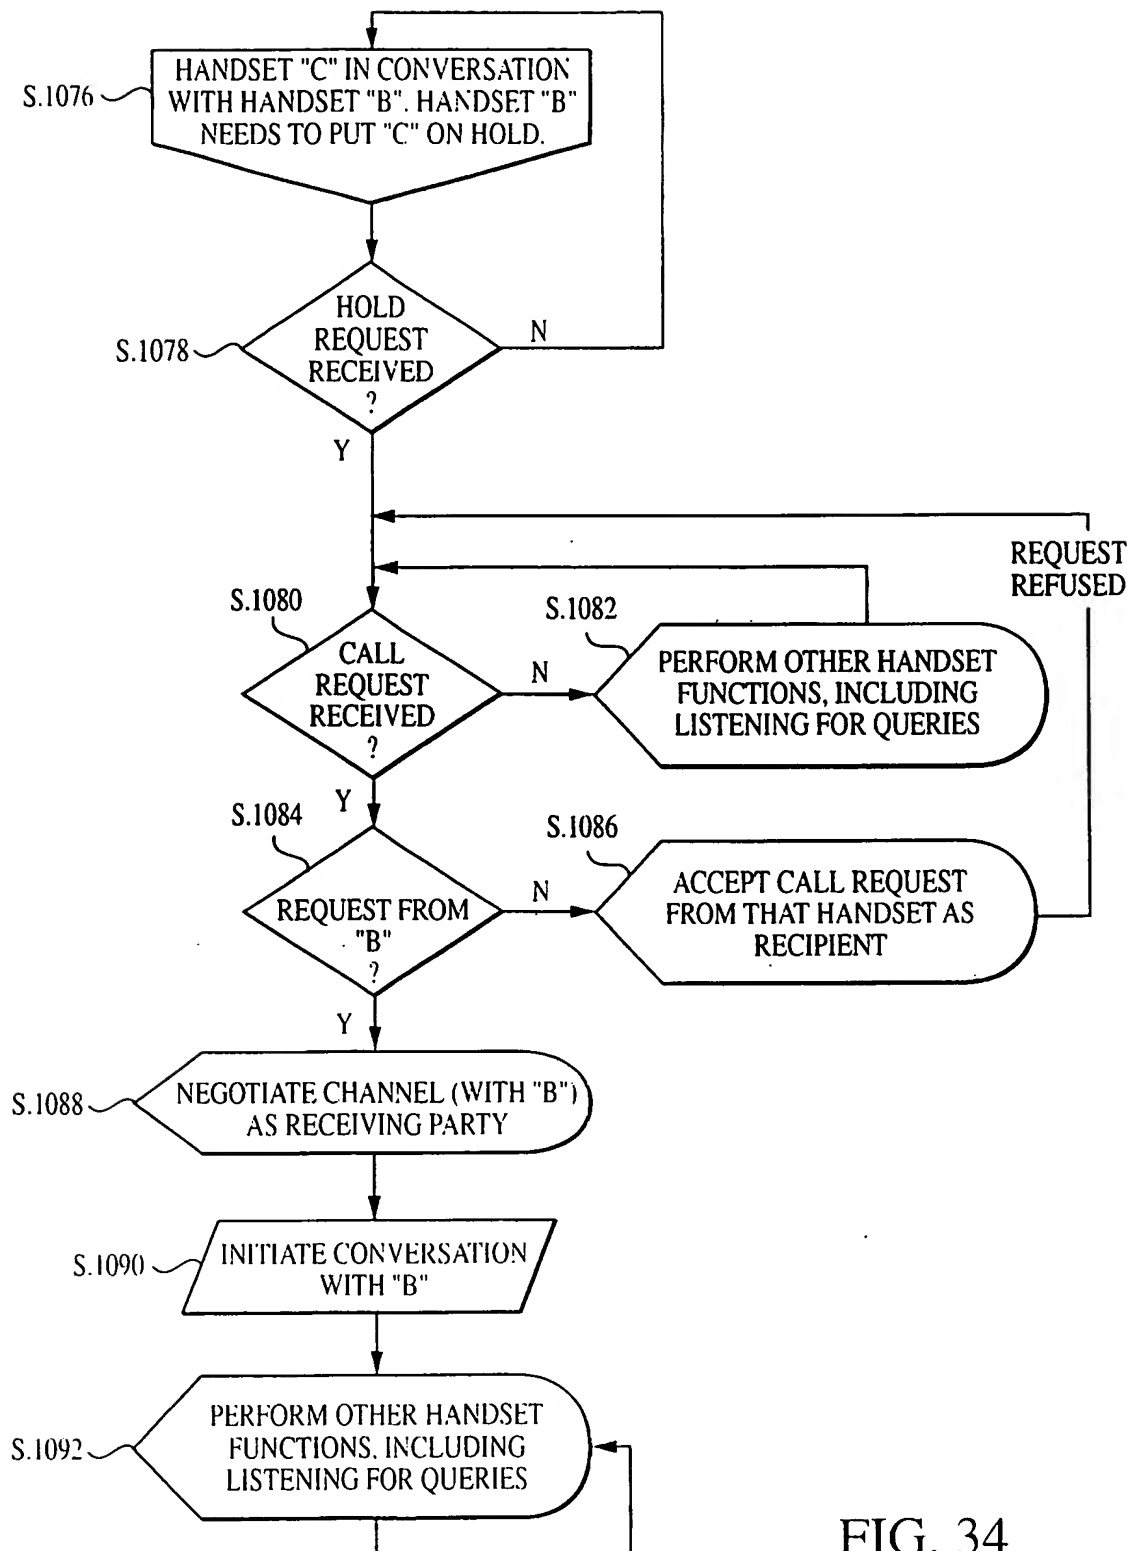 S.1076
HANDSET "C" IN CONVERSATION
WITH HANDSET "B". HANDSET "B"
NEEDS TO PUT "C" ON HOLD.
S.1078
HOLD
REQUEST
RECEIVED
?
N
Y
REQUEST
REFUSED
S.1080
CALL
REQUEST
RECEIVED
?
N
Y
S.1082
PERFORM OTHER HANDSET
FUNCTIONS, INCLUDING
LISTENING FOR QUERIES
S.1084
REQUEST FROM
"B"
?
N
Y
S.1086
ACCEPT CALL REQUEST
FROM THAT HANDSET AS
RECIPIENT
S.1088
NEGOTIATE CHANNEL (WITH "B")
AS RECEIVING PARTY
S.1090
INITIATE CONVERSATION
WITH "B"
S.1092
PERFORM OTHER HANDSET
FUNCTIONS, INCLUDING
LISTENING FOR QUERIES
FIG. 34